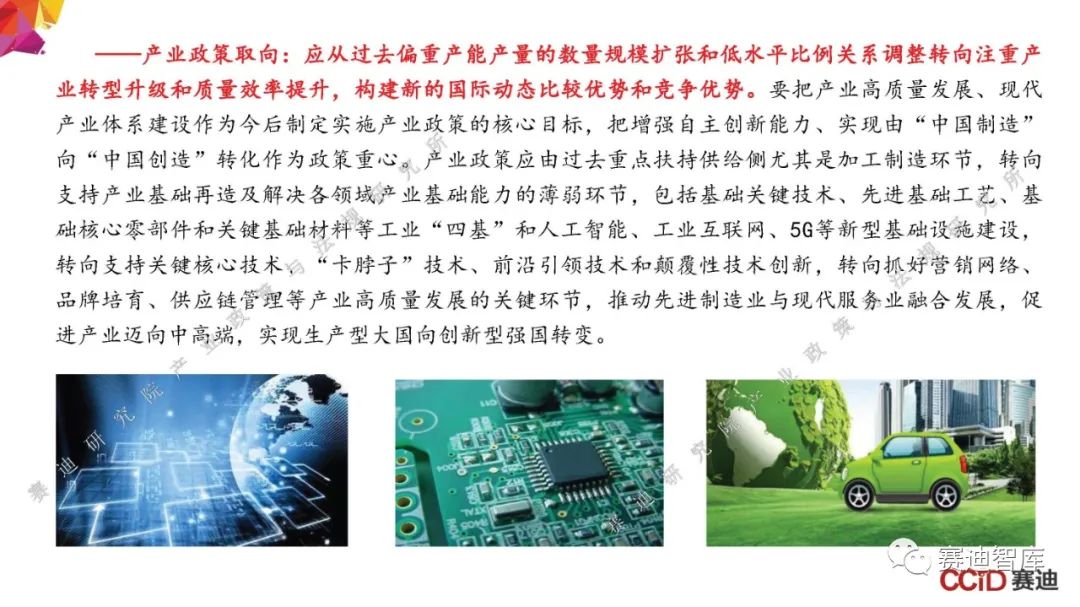 ——产业政策取向：应从过去偏重产能产量的数量规模扩张和低水平比例关系调整转向注重产
业转型升级和质量效率提升，构建新的国际动态比较优势和竞争优势。要把产业高质量发展、现代
产业体系建设作为今后制定实施产业政策的核心目标，把增强自主创新能力、实现由“中国制造”
向“中国创造”转化作为政策重心。产业政策应由过去重点扶持供给侧尤其是加工制造环节，转向
支持产业基础再造及解决各领域产业基础能力的薄弱环节，包括基础关键技术、先进基础工艺、基
础核心零部件和关键基础材料等工业“四基”和人工智能、工业互联网、5G等新型基础设施建设，
转向支持关键核心技术、“卡脖子”技术、前沿引领技术和颠覆性技术创新，转向抓好营销网络、
品牌培育、供应链管理等产业高质量发展的关键环节，推动先进制造业与现代服务业融合发展，促
进产业迈向中高端，实现生产型大国向创新型强国转变。
赛迪研究院产业政策与法规研究所
赛迪研究院产业政策与法规研究所
C11
XTAL
R405
赛迪智库
CCID 赛迪